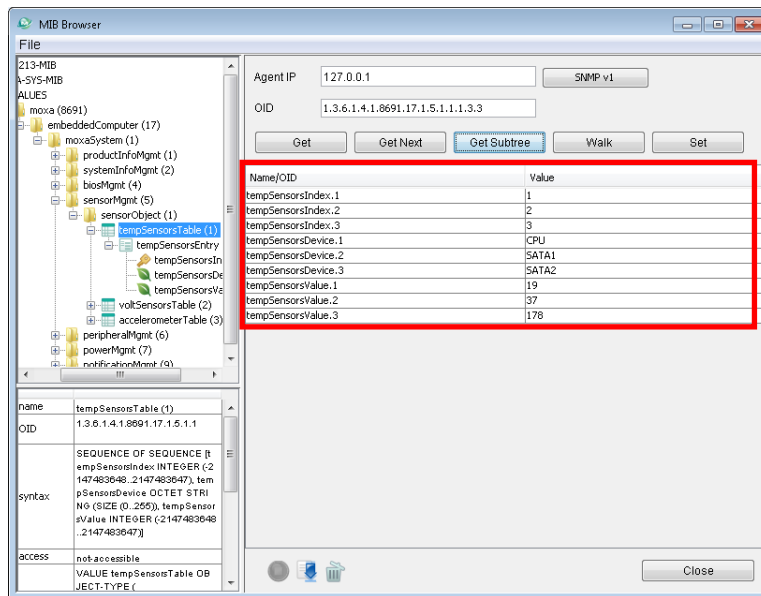 MIB Browser
File
213-MIB
A-SYS-MIB
ALUES
moxa (8691)
embeddedComputer (17)
moxaSystem (1)
productInfoMgmt (1)
systemInfoMgmt (2)
biosMgmt (4)
sensorMgmt (5)
sensorObject (1)
tempSensorsTable (1)
tempSensorsEntry
tempSensorsIn
tempSensorsDe
tempSensorsVa
voltSensorsTable (2)
accelerometerTable (3)
peripheralMgmt (6)
powerMgmt (7)
notificationMgmt (9)
name tempSensorsTable (1)
OID 1.3.6.1.4.1.8691.17.1.5.1.1
syntax
SEQUENCE OF SEQUENCE [t
empSensorsIndex INTEGER (-2
147483648..2147483647), tem
pSensorsDevice OCTET STRI
NG (SIZE (0..255)), tempSensor
sValue INTEGER (-2147483648
..2147483647)]
access not-accessible
VALUE tempSensorsTable OB
JECT-TYPE (
Agent IP 127.0.0.1 SNMP v1
OID 1.3.6.1.4.1.8691.17.1.5.1.1.1.3.3
Get Get Next Get Subtree Walk Set
Name/OID Value
tempSensorsIndex.1 1
tempSensorsIndex.2 2
tempSensorsIndex.3 3
tempSensorsDevice.1 CPU
tempSensorsDevice.2 SATA1
tempSensorsDevice.3 SATA2
tempSensorsValue.1 19
tempSensorsValue.2 37
tempSensorsValue.3 178
Close